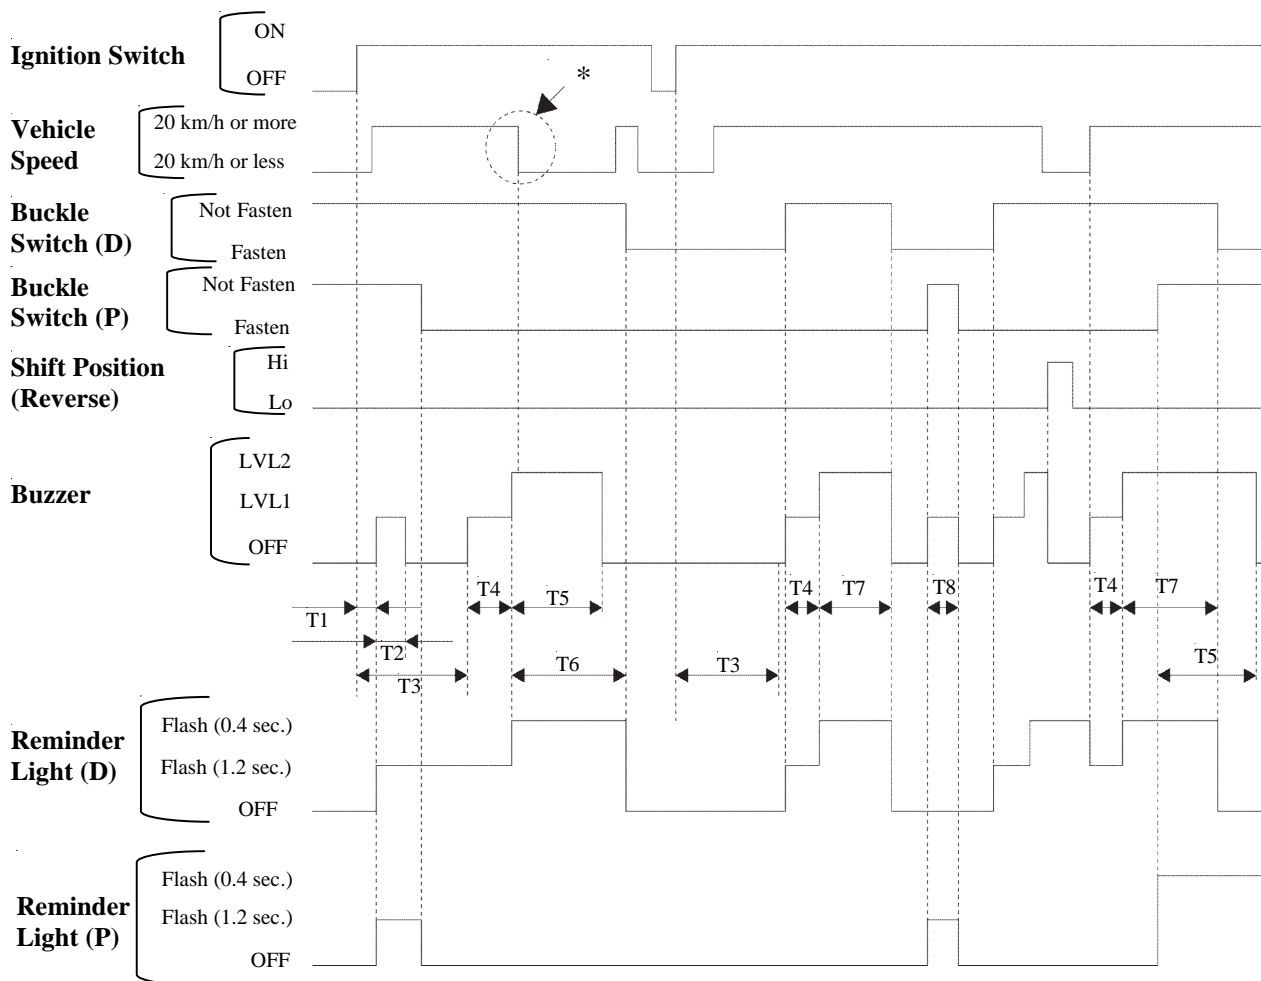 Ignition Switch
ON
OFF
*
Vehicle
Speed
20 km/h or more
20 km/h or less
Buckle
Switch (D)
Not Fasten
Fasten
Buckle
Switch (P)
Not Fasten
Fasten
Shift Position
(Reverse)
Hi
Lo
Buzzer
LVL2
LVL1
OFF
T4
T5
T4
T7
T8
T4
T7
T1
T2
T3
T6
T3
T5
Reminder
Light (D)
Flash (0.4 sec.)
Flash (1.2 sec.)
OFF
Reminder
Light (P)
Flash (0.4 sec.)
Flash (1.2 sec.)
OFF